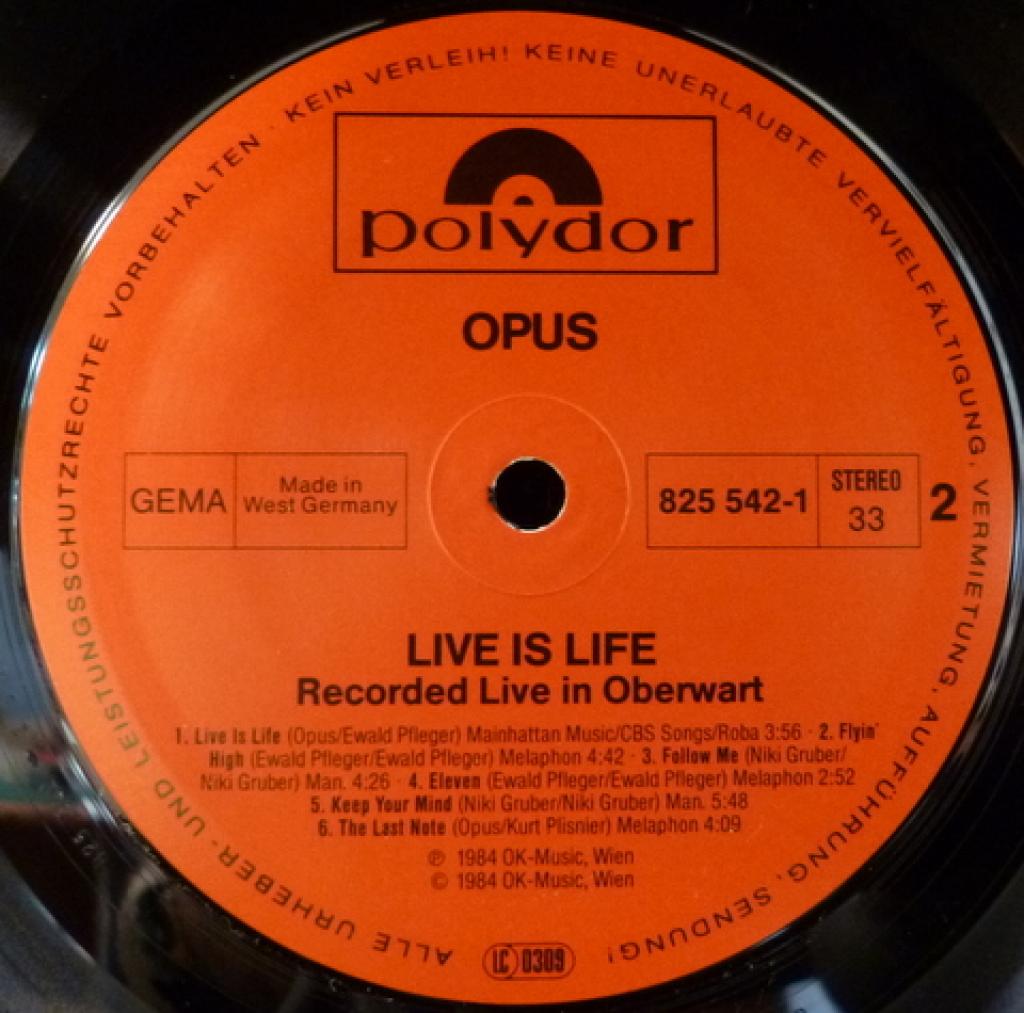 ALLE URHEBER- UND LEISTUNGSSCHUTZRECHTE VORBEHALTEN · KEIN VERLEIH! KEINE UNERLAUBTE VERVIELFÄLTIGUNG, VERMIETUNG, AUFFÜHRUNG, SENDUNG!
polydor
OPUS
GEMA
Made in
West Germany
825 542-1
STEREO
33
2
LIVE IS LIFE
Recorded Live in Oberwart
1. Live Is Life (Opus/Ewald Pfleger) Mainhattan Music/CBS Songs/Roba 3:56 · 2. Flyin'
High (Ewald Pfleger/Ewald Pfleger) Melaphon 4:42 · 3. Follow Me (Niki Gruber/
Niki Gruber) Man. 4:26 · 4. Eleven (Ewald Pfleger/Ewald Pfleger) Melaphon 2:52
5. Keep Your Mind (Niki Gruber/Niki Gruber) Man. 5:48
6. The Last Note (Opus/Kurt Plisnier) Melaphon 4:09
℗ 1984 OK-Music, Wien
© 1984 OK-Music, Wien
LC 0309